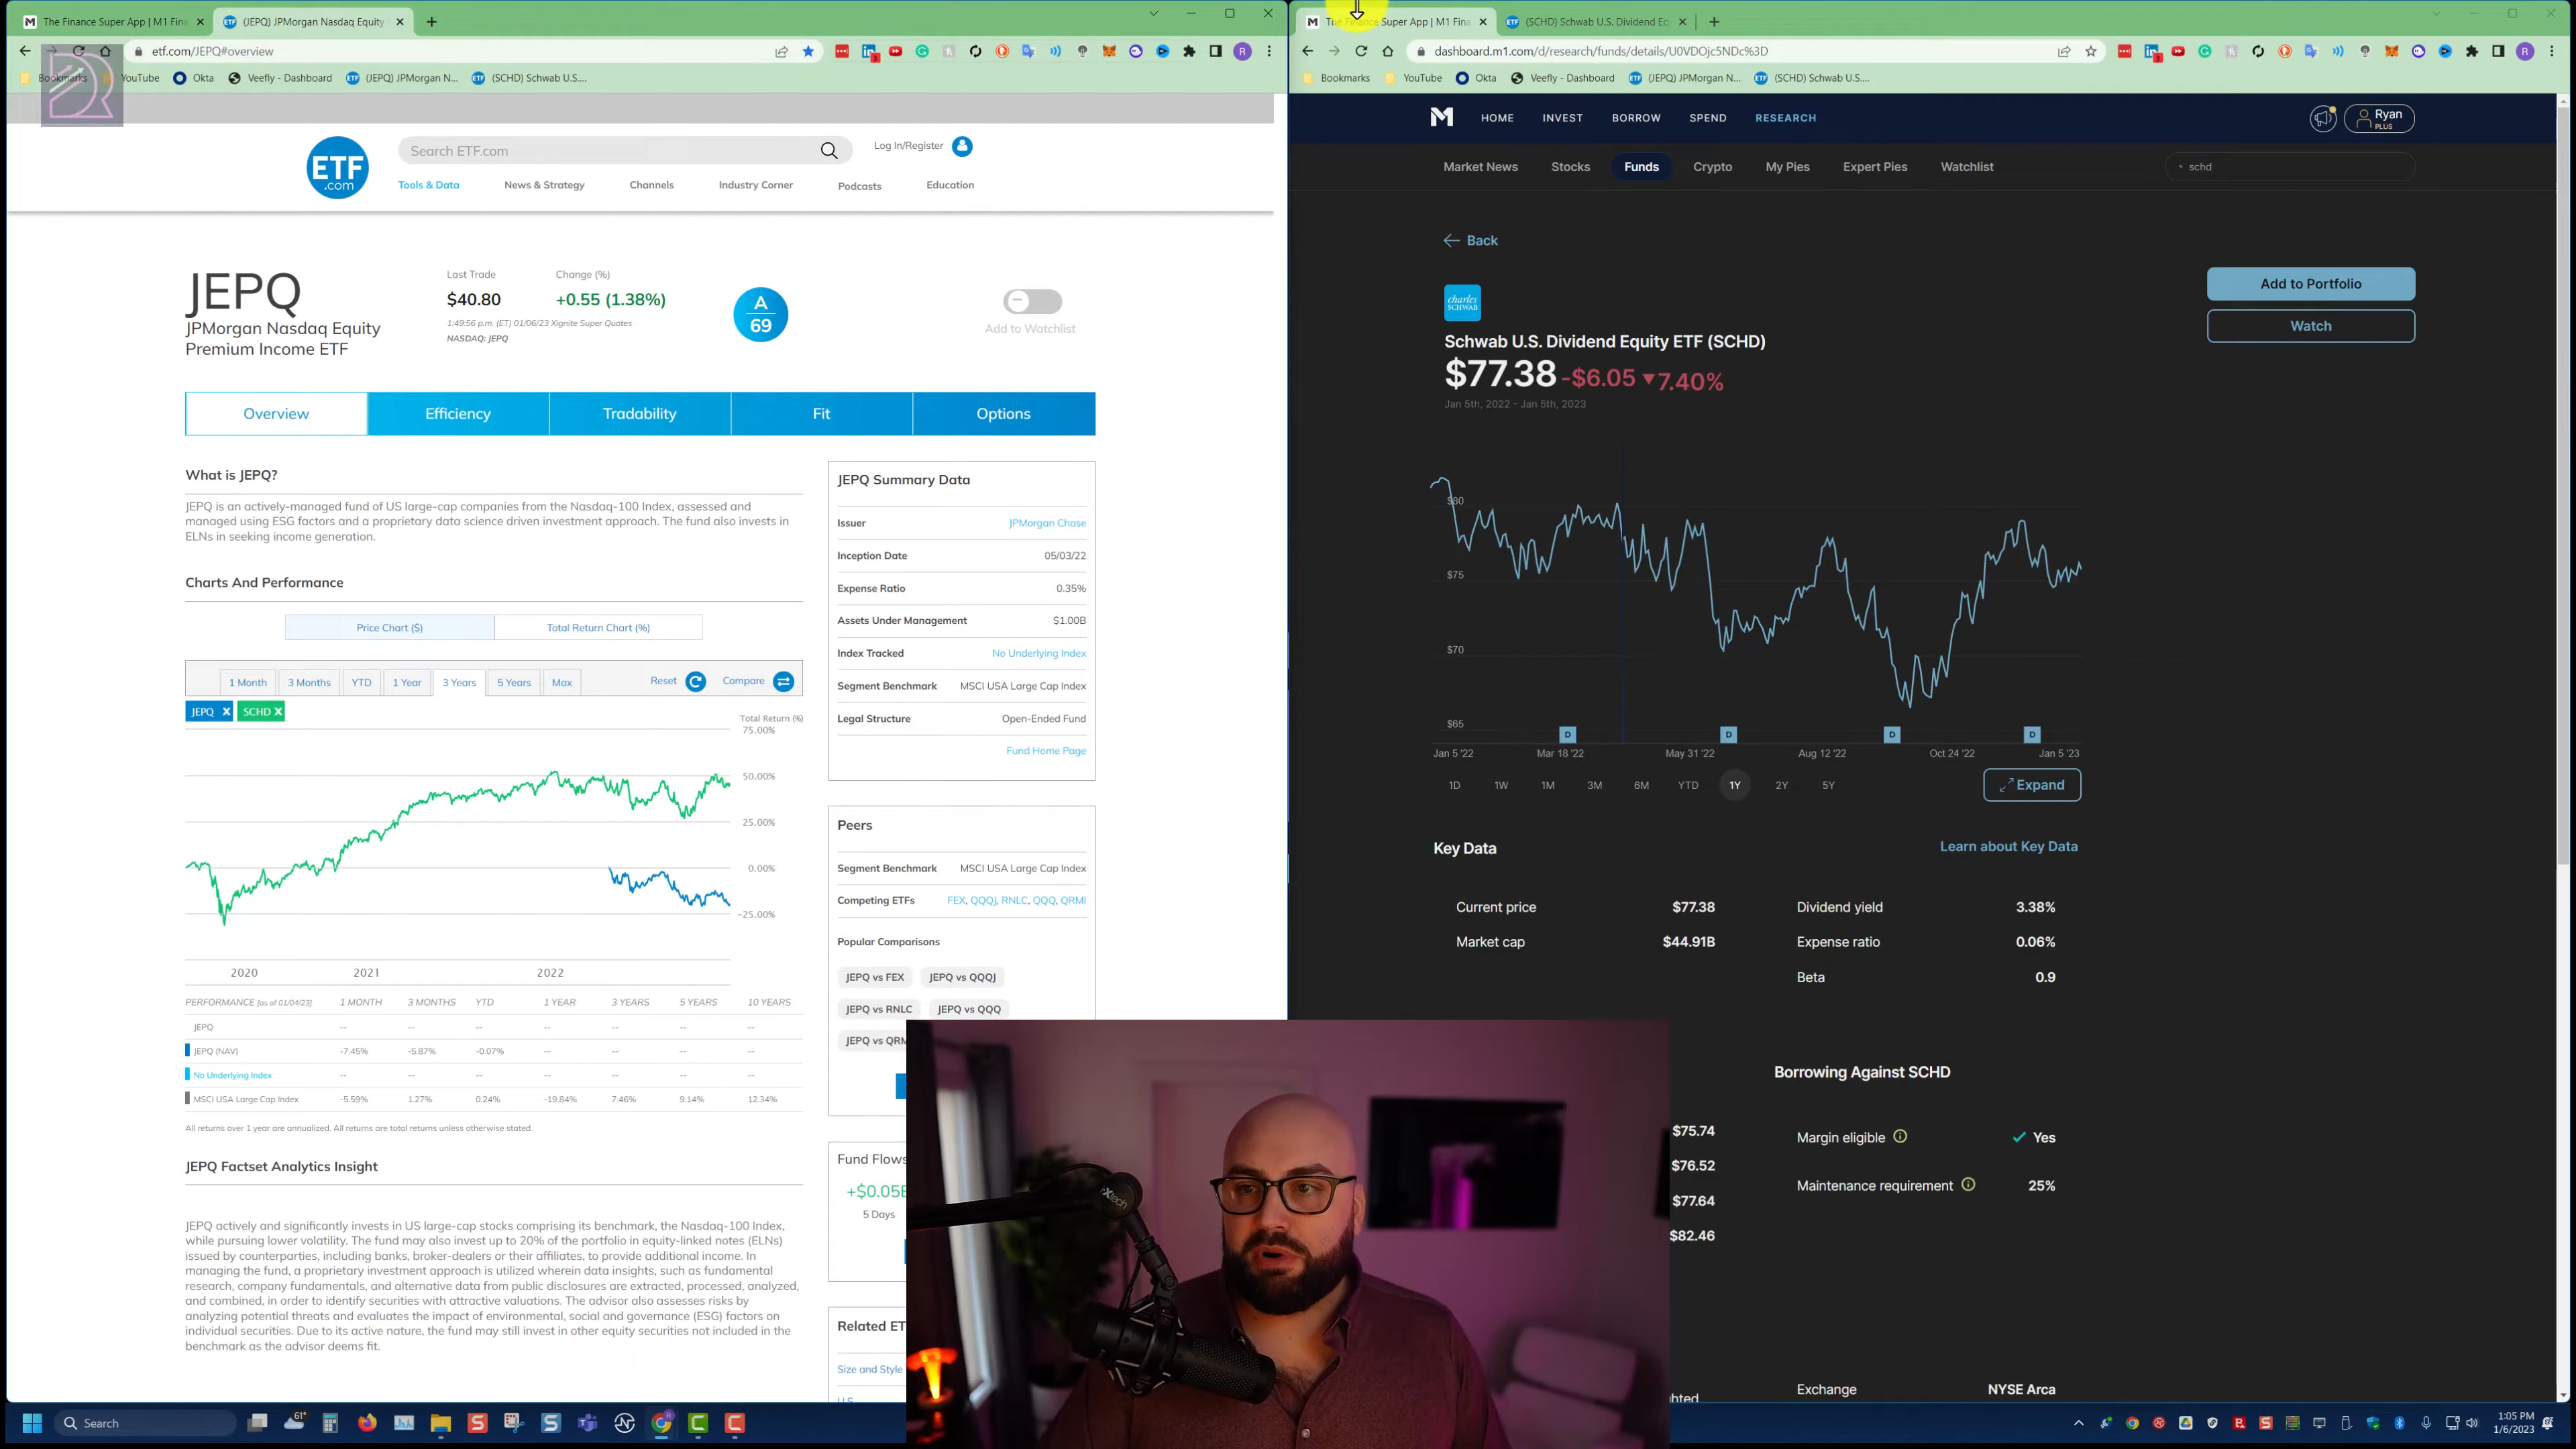 The Finance Super App | M1 Fina
(JEPQ) JPMorgan Nasdaq Equity
etf.com/JEPQ#overview
Bookmarks YouTube Okta Veefly - Dashboard (JEPQ) JPMorgan N... (SCHD) Schwab U.S....
ETF.com
Search ETF.com
Log In/Register
Tools & Data News & Strategy Channels Industry Corner Podcasts Education
JEPQ
JPMorgan Nasdaq Equity
Premium Income ETF
Last Trade Change (%)
$40.80 +0.55 (1.38%)
1:49:56 p.m. (ET) 01/06/23 Xignite Super Quotes
NASDAQ: JEPQ
A
69
Add to Watchlist
Overview Efficiency Tradability Fit Options
What is JEPQ?
JEPQ is an actively-managed fund of US large-cap companies from the Nasdaq-100 Index, assessed and
managed using ESG factors and a proprietary data science driven investment approach. The fund also invests in
ELNs in seeking income generation.
Charts And Performance
Price Chart ($) Total Return Chart (%)
1 Month 3 Months YTD 1 Year 3 Years 5 Years Max Reset Compare
JEPQ X SCHD X
Total Return (%)
75.00%
50.00%
25.00%
0.00%
-25.00%
2020 2021 2022
PERFORMANCE [as of 01/04/23] 1 MONTH 3 MONTHS YTD 1 YEAR 3 YEARS 5 YEARS 10 YEARS
JEPQ -- -- -- -- -- -- --
JEPQ (NAV) -7.45% -5.87% -0.07% -- -- -- --
No Underlying Index -- -- -- -- -- -- --
MSCI USA Large Cap Index -5.59% 1.27% 0.24% -19.84% 7.46% 9.14% 12.34%
All returns over 1 year are annualized. All returns are total returns unless otherwise stated.
JEPQ Factset Analytics Insight
JEPQ actively and significantly invests in US large-cap stocks comprising its benchmark, the Nasdaq-100 Index,
while pursuing lower volatility. The fund may also invest up to 20% of the portfolio in equity-linked notes (ELNs)
issued by counterparties, including banks, broker-dealers or their affiliates, to provide additional income. In
managing the fund, a proprietary investment approach is utilized wherein data insights, such as fundamental
research, company fundamentals, and alternative data from public disclosures are extracted, processed, analyzed,
and combined, in order to identify securities with attractive valuations. The advisor also assesses risks by
analyzing potential threats and evaluates the impact of environmental, social and governance (ESG) factors on
individual securities. Due to its active nature, the fund may still invest in other equity securities not included in the
benchmark as the advisor deems fit.
JEPQ Summary Data
Issuer JPMorgan Chase
Inception Date 05/03/22
Expense Ratio 0.35%
Assets Under Management $1.00B
Index Tracked No Underlying Index
Segment Benchmark MSCI USA Large Cap Index
Legal Structure Open-Ended Fund
Fund Home Page
Peers
Segment Benchmark MSCI USA Large Cap Index
Competing ETFs FEX, QQQJ, RNLC, QQQ, QRMI
Popular Comparisons
JEPQ vs FEX JEPQ vs QQQJ
JEPQ vs RNLC JEPQ vs QQQ
JEPQ vs QRM
Fund Flows
+$0.05B
5 Days
Related ET
Size and Style
U.S.
The Finance Super App | M1 Fina
(SCHD) Schwab U.S. Dividend Eq
dashboard.m1.com/d/research/funds/details/U0VDOjc5NDc%3D
Bookmarks YouTube Okta Veefly - Dashboard (JEPQ) JPMorgan N... (SCHD) Schwab U.S....
HOME INVEST BORROW SPEND RESEARCH
Ryan
PLUS
Market News Stocks Funds Crypto My Pies Expert Pies Watchlist
schd
Back
charles
SCHWAB
Add to Portfolio
Watch
Schwab U.S. Dividend Equity ETF (SCHD)
$77.38 -$6.05 ▼7.40%
Jan 5th, 2022 - Jan 5th, 2023
$80
$75
$70
$65
D D D D
Jan 5 '22 Mar 18 '22 May 31 '22 Aug 12 '22 Oct 24 '22 Jan 5 '23
1D 1W 1M 3M 6M YTD 1Y 2Y 5Y Expand
Key Data Learn about Key Data
Current price $77.38 Dividend yield 3.38%
Market cap $44.91B Expense ratio 0.06%
Beta 0.9
Borrowing Against SCHD
$75.74 Margin eligible Yes
$76.52
Maintenance requirement 25%
$77.64
$82.46
Exchange NYSE Arca
hted
Search
61°
1:05 PM
1/6/2023